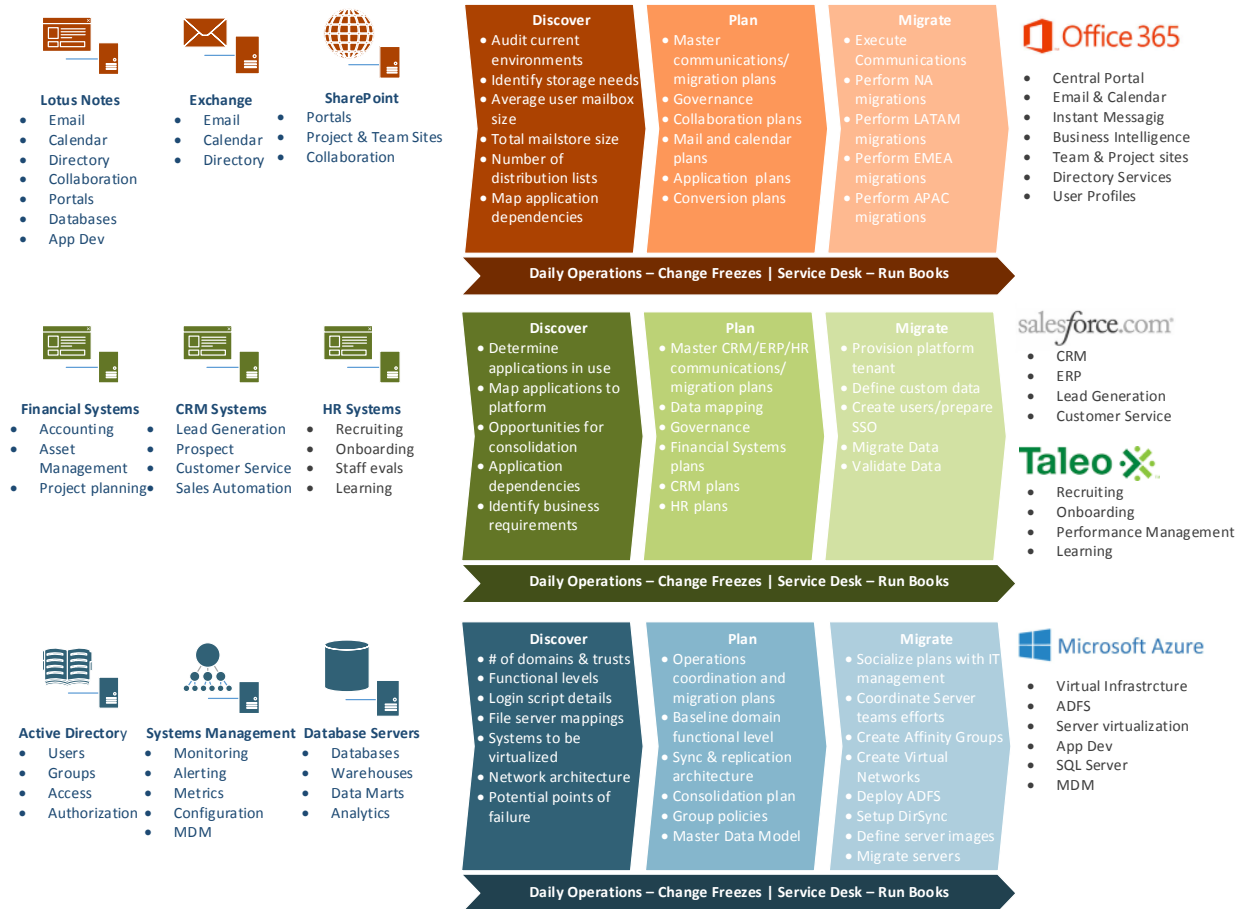 Lotus Notes
• Email
• Calendar
• Directory
• Collaboration
• Portals
• Databases
• App Dev
Exchange
• Email
• Calendar
• Directory
SharePoint
• Portals
• Project & Team Sites
• Collaboration
Discover
• Audit current
environments
• Identify storage needs
• Average user mailbox
size
• Total mailstore size
• Number of
distribution lists
• Map application
dependencies
Plan
• Master
communications/
migration plans
• Governance
• Collaboration plans
• Mail and calendar
plans
• Application plans
• Conversion plans
Migrate
• Execute
Communications
• Perform NA
migrations
• Perform LATAM
migrations
• Perform EMEA
migrations
• Perform APAC
migrations
Office 365
• Central Portal
• Email & Calendar
• Instant Messagig
• Business Intelligence
• Team & Project sites
• Directory Services
• User Profiles
Daily Operations – Change Freezes | Service Desk – Run Books
Financial Systems
• Accounting
• Asset
Management
• Project planning
CRM Systems
• Lead Generation
• Prospect
• Customer Service
• Sales Automation
HR Systems
• Recruiting
• Onboarding
• Staff evals
• Learning
Discover
• Determine
applications in use
• Map applications to
platform
• Opportunities for
consolidation
• Application
dependencies
• Identify business
requirements
Plan
• Master CRM/ERP/HR
communications/
migration plans
• Data mapping
• Governance
• Financial Systems
plans
• CRM plans
• HR plans
Migrate
• Provision platform
tenant
• Define custom data
• Create users/prepare
SSO
• Migrate Data
• Validate Data
salesforce.com®
• CRM
• ERP
• Lead Generation
• Customer Service
Taleo
• Recruiting
• Onboarding
• Performance Management
• Learning
Daily Operations – Change Freezes | Service Desk – Run Books
Active Directory
• Users
• Groups
• Access
• Authorization
Systems Management
• Monitoring
• Alerting
• Metrics
• Configuration
• MDM
Database Servers
• Databases
• Warehouses
• Data Marts
• Analytics
Discover
• # of domains & trusts
• Functional levels
• Login script details
• File server mappings
• Systems to be
virtualized
• Network architecture
• Potential points of
failure
Plan
• Operations
coordination and
migration plans
• Baseline domain
functional level
• Sync & replication
architecture
• Consolidation plan
• Group policies
• Master Data Model
Migrate
• Socialize plans with IT
management
• Coordinate Server
teams efforts
• Create Affinity Groups
• Create Virtual
Networks
• Deploy ADFS
• Setup DirSync
• Define server images
• Migrate servers
Microsoft Azure
• Virtual Infrastrcture
• ADFS
• Server virtualization
• App Dev
• SQL Server
• MDM
Daily Operations – Change Freezes | Service Desk – Run Books